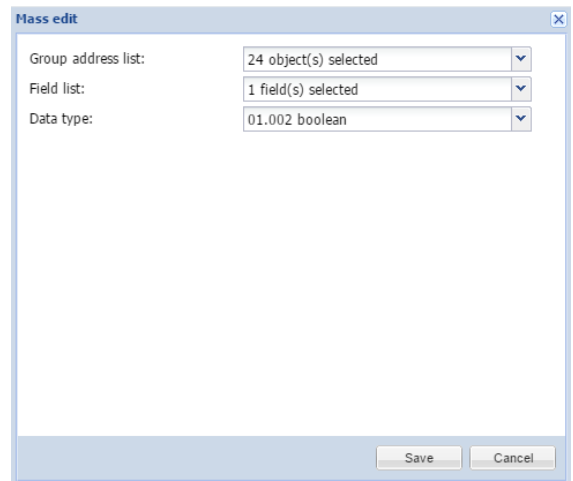 Mass edit
Group address list: 24 object(s) selected
Field list: 1 field(s) selected
Data type: 01.002 boolean
Save Cancel